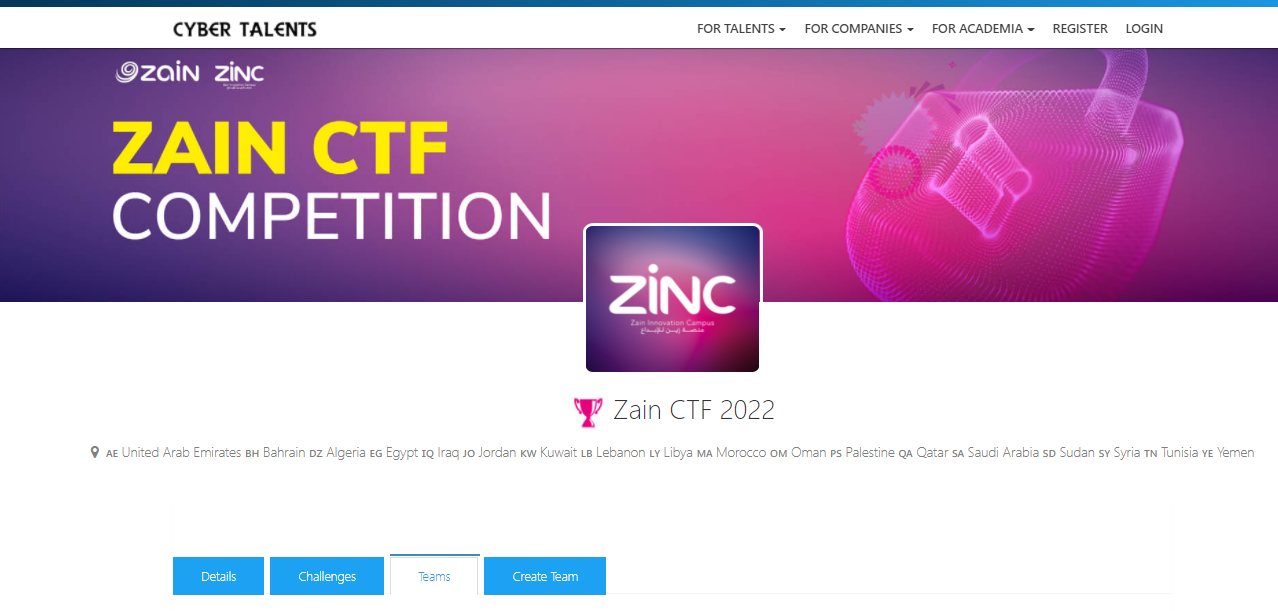 CYBER TALENTS
FOR TALENTS FOR COMPANIES FOR ACADEMIA REGISTER LOGIN
zain ZINC
ZAIN CTF
COMPETITION
ZINC
Zain Innovation Campus
منصة زين للإبداع
Zain CTF 2022
AE United Arab Emirates BH Bahrain DZ Algeria EG Egypt IQ Iraq JO Jordan KW Kuwait LB Lebanon LY Libya MA Morocco OM Oman PS Palestine QA Qatar SA Saudi Arabia SD Sudan SY Syria TN Tunisia YE Yemen
Details Challenges Teams Create Team